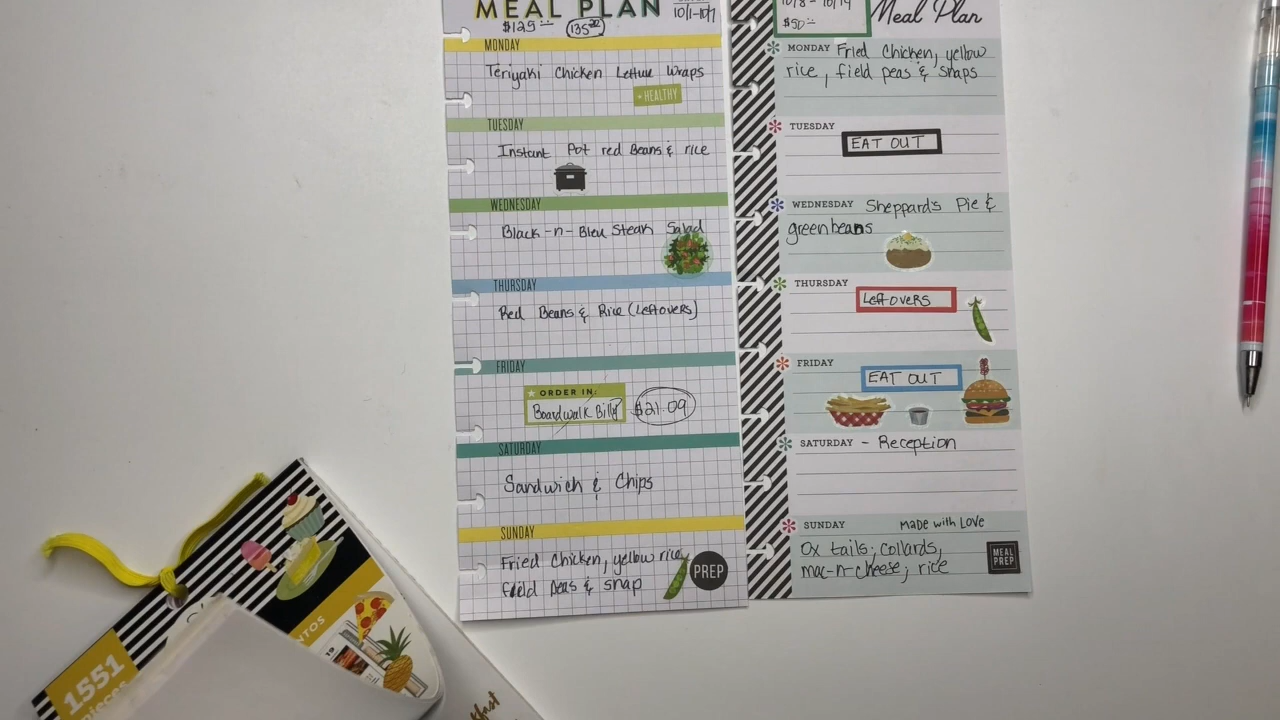 MEAL PLAN
10/1-10/7
$129
135
MONDAY
Teriyaki Chicken Lettuce Wraps
HEALTHY
TUESDAY
Instant Pot red Beans & rice
WEDNESDAY
Black-n-Bleu Steak Salad
THURSDAY
Red Beans & Rice (Leftovers)
FRIDAY
ORDER IN:
Boardwalk Billy $21.09
SATURDAY
Sandwich & Chips
SUNDAY
Fried Chicken, yellow rice,
field peas & snap
PREP
10/8 - 10/14
$50
Meal Plan
MONDAY Fried Chicken, yellow
rice, field peas & snaps
TUESDAY
EAT OUT
WEDNESDAY Sheppard's Pie &
greenbeans
THURSDAY
Leftovers
FRIDAY
EAT OUT
SATURDAY - Reception
SUNDAY made with Love
Ox tails, collards,
mac-n-cheese, rice
MEAL
PREP
1551